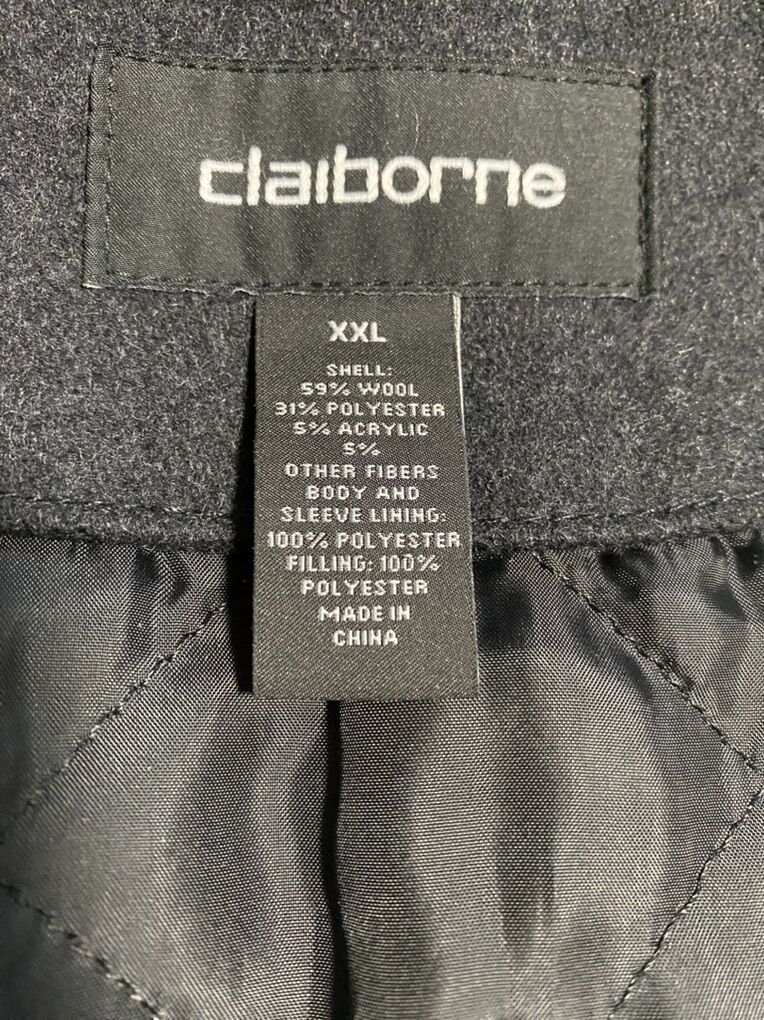 claiborne
XXL
SHELL:
59% WOOL
31% POLYESTER
5% ACRYLIC
5%
OTHER FIBERS
BODY AND
SLEEVE LINING:
100% POLYESTER
FILLING: 100%
POLYESTER
MADE IN
CHINA